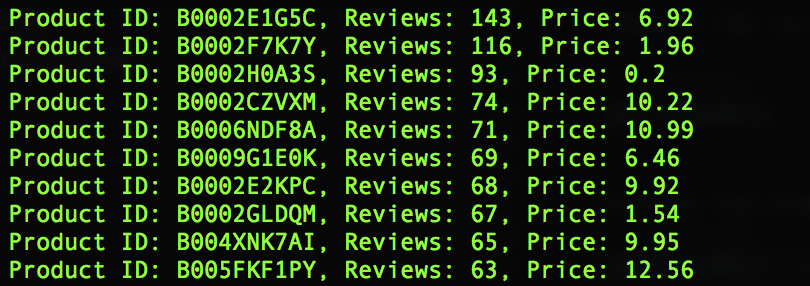 Product ID: B0002E1G5C, Reviews: 143, Price: 6.92
Product ID: B0002F7K7Y, Reviews: 116, Price: 1.96
Product ID: B0002H0A3S, Reviews: 93, Price: 0.2
Product ID: B0002CZVXM, Reviews: 74, Price: 10.22
Product ID: B0006NDF8A, Reviews: 71, Price: 10.99
Product ID: B0009G1E0K, Reviews: 69, Price: 6.46
Product ID: B0002E2KPC, Reviews: 68, Price: 9.92
Product ID: B0002GLDQM, Reviews: 67, Price: 1.54
Product ID: B004XNK7AI, Reviews: 65, Price: 9.95
Product ID: B005FKF1PY, Reviews: 63, Price: 12.56